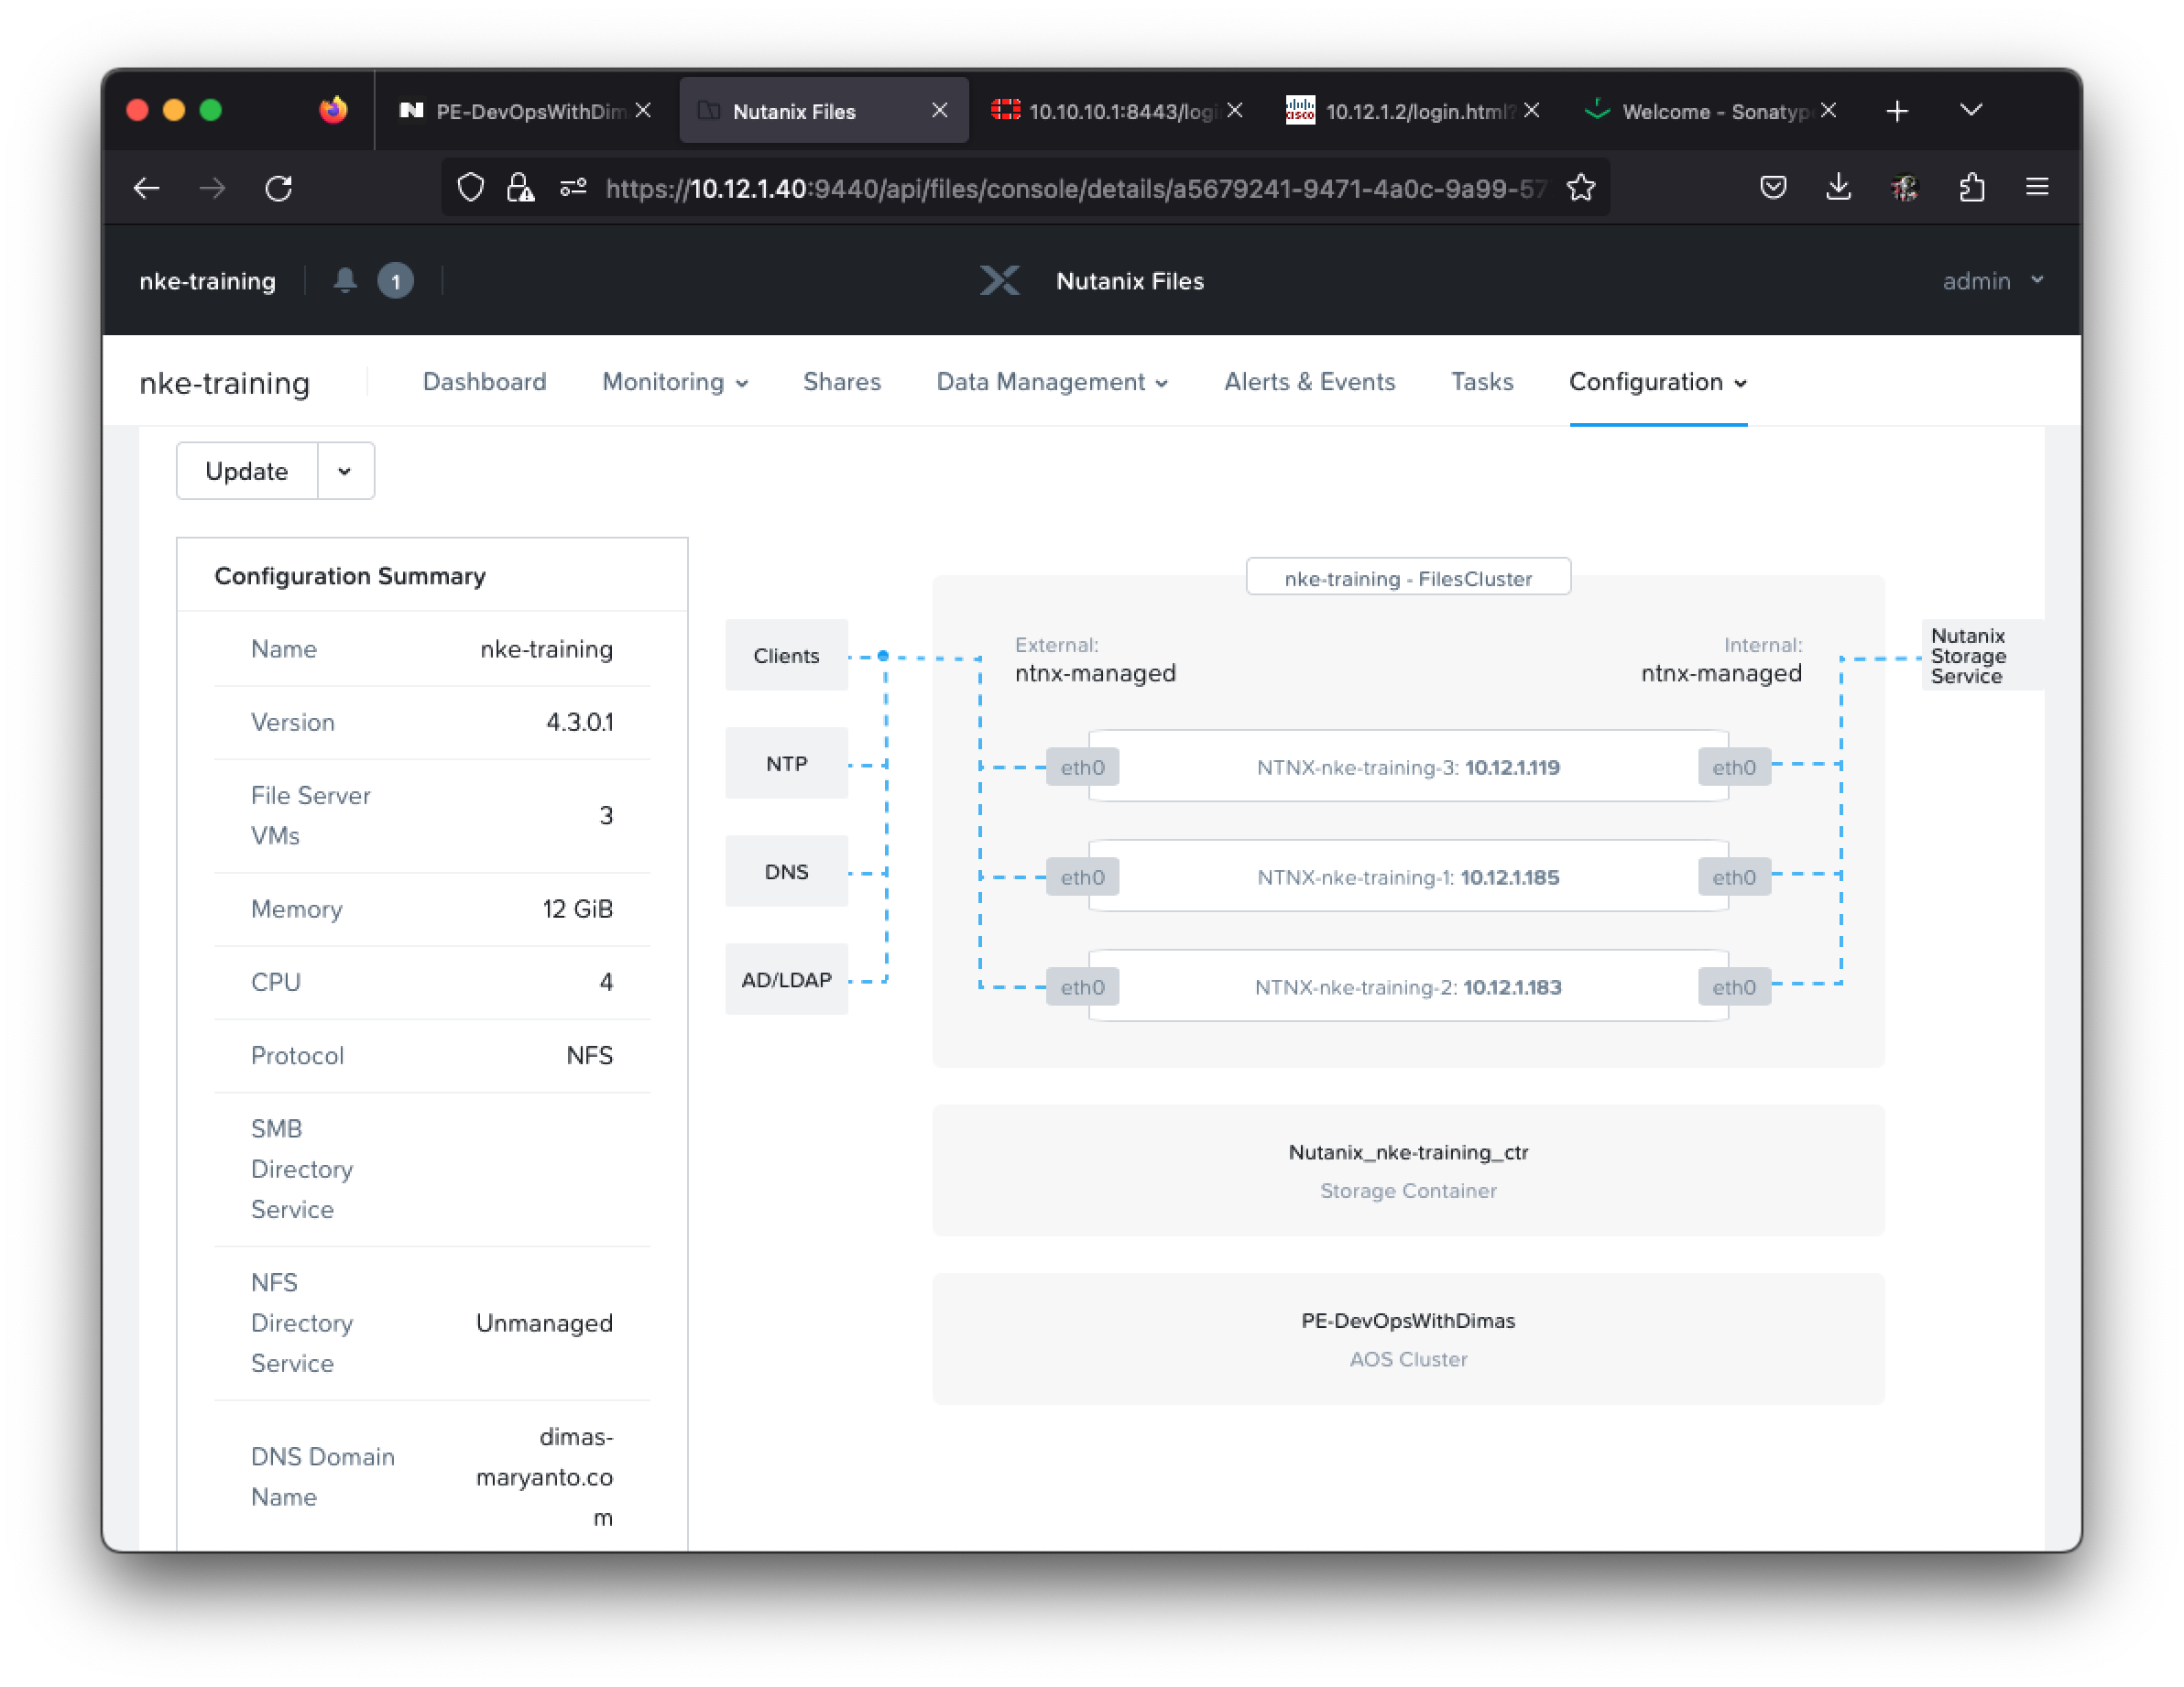 PE-DevOpsWithDim
Nutanix Files
10.10.10.1:8443/logi
10.12.1.2/login.html?
Welcome - Sonatyp
https://10.12.1.40:9440/api/files/console/details/a5679241-9471-4a0c-9a99-57
nke-training
1
Nutanix Files
admin
nke-training
Dashboard
Monitoring
Shares
Data Management
Alerts & Events
Tasks
Configuration
Update
Configuration Summary
Name
nke-training
Version
4.3.0.1
File Server
VMs
3
Memory
12 GiB
CPU
4
Protocol
NFS
SMB
Directory
Service
NFS
Directory
Service
Unmanaged
DNS Domain
Name
dimas-
maryanto.co
m
Clients
NTP
DNS
AD/LDAP
nke-training - FilesCluster
External:
ntnx-managed
Internal:
ntnx-managed
Nutanix
Storage
Service
eth0
NTNX-nke-training-3: 10.12.1.119
eth0
eth0
NTNX-nke-training-1: 10.12.1.185
eth0
eth0
NTNX-nke-training-2: 10.12.1.183
eth0
Nutanix_nke-training_ctr
Storage Container
PE-DevOpsWithDimas
AOS Cluster